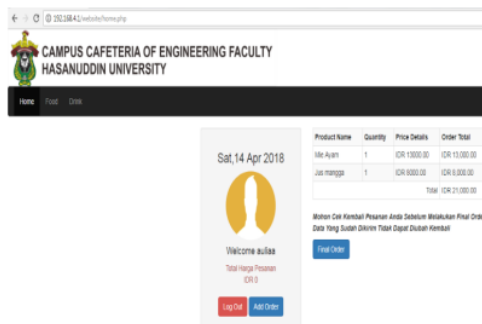 192.168.4.1/website/home.php
CAMPUS CAFETERIA OF ENGINEERING FACULTY
HASANUDDIN UNIVERSITY
Home Food Drink
Sat,14 Apr 2018
Welcome auliaa
Total Harga Pesanan
IDR 0
Log Out Add Order
Product Name Quantity Price Details Order Total
Mie Ayam 1 IDR 13000.00 IDR 13,000.00
Jus mangga 1 IDR 8000.00 IDR 8,000.00
Total IDR 21,000.00
Mohon Cek Kembali Pesanan Anda Sebelum Melakukan Final Orde
Data Yang Sudah Dikirim Tidak Dapat Diubah Kembali
Final Order